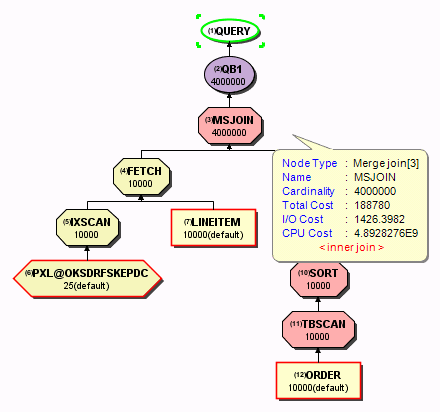 (1)QUERY
(2)QB1
4000000
(3)MSJOIN
4000000
(4)FETCH
10000
Node Type : Merge join[3]
Name : MSJOIN
Cardinality : 4000000
Total Cost : 188780
I/O Cost : 1426.3982
CPU Cost : 4.8928276E9
<inner join>
(5)IXSCAN
10000
(7)LINEITEM
10000(default)
(6)PXL@OKSDRFSKEPDC
25(default)
(10)SORT
10000
(11)TBSCAN
10000
(12)ORDER
10000(default)